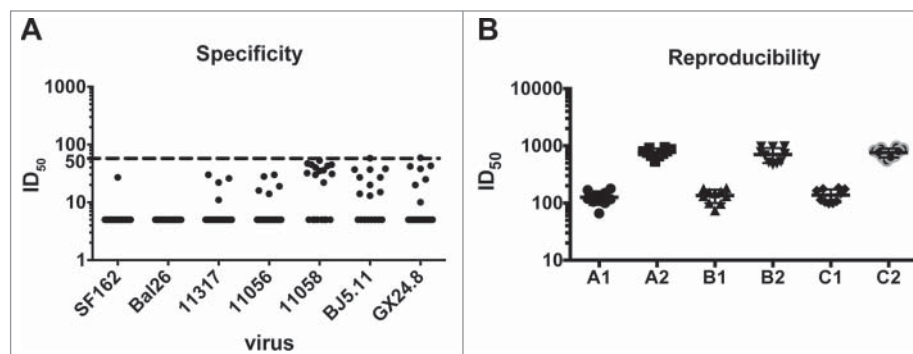 A
Specificity
1000
100
50
10
1
ID50
SF162
Bal26
11317
11056
11058
BJ5.11
GX24.8
virus
B
Reproducibility
10000
1000
100
10
ID50
A1 A2 B1 B2 C1 C2